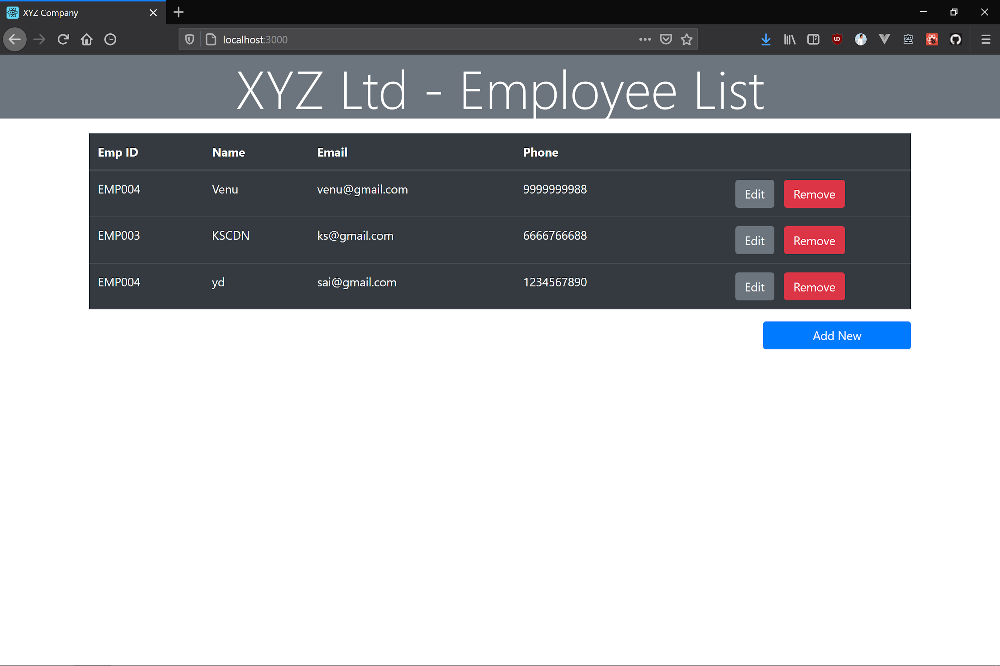 XYZ Company
localhost:3000
XYZ Ltd - Employee List
Emp ID Name Email Phone
EMP004 Venu venu@gmail.com 9999999988 Edit Remove
EMP003 KSCDN ks@gmail.com 6666766688 Edit Remove
EMP004 yd sai@gmail.com 1234567890 Edit Remove
Add New